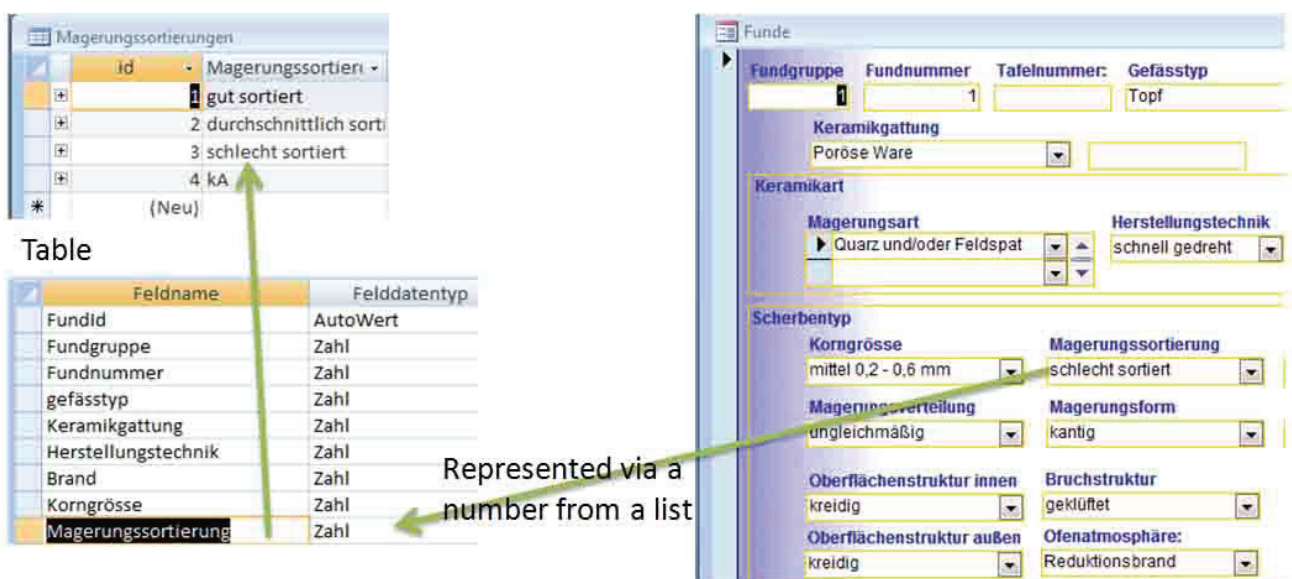 Magerungssortierungen
id Magerungssortieri
1 gut sortiert
2 durchschnittlich sorti
3 schlecht sortiert
4 kA
* (Neu)
Table
Feldname Felddatentyp
FundId AutoWert
Fundgruppe Zahl
Fundnummer Zahl
gefässtyp Zahl
Keramikgattung Zahl
Herstellungstechnik Zahl
Brand Zahl
Korngrösse Zahl
Magerungssortierung Zahl
Represented via a
number from a list
Funde
Fundgruppe Fundnummer Tafelnummer: Gefässtyp
1 1 Topf
Keramikgattung
Poröse Ware
Keramikart
Magerungsart Herstellungstechnik
Quarz und/oder Feldspat schnell gedreht
Scherbentyp
Korngrösse Magerungssortierung
mittel 0,2 - 0,6 mm schlecht sortiert
Magerungsverteilung Magerungsform
ungleichmäßig kantig
Oberflächenstruktur innen Bruchstruktur
kreidig geklüftet
Oberflächenstruktur außen Ofenatmosphäre:
kreidig Reduktionsbrand